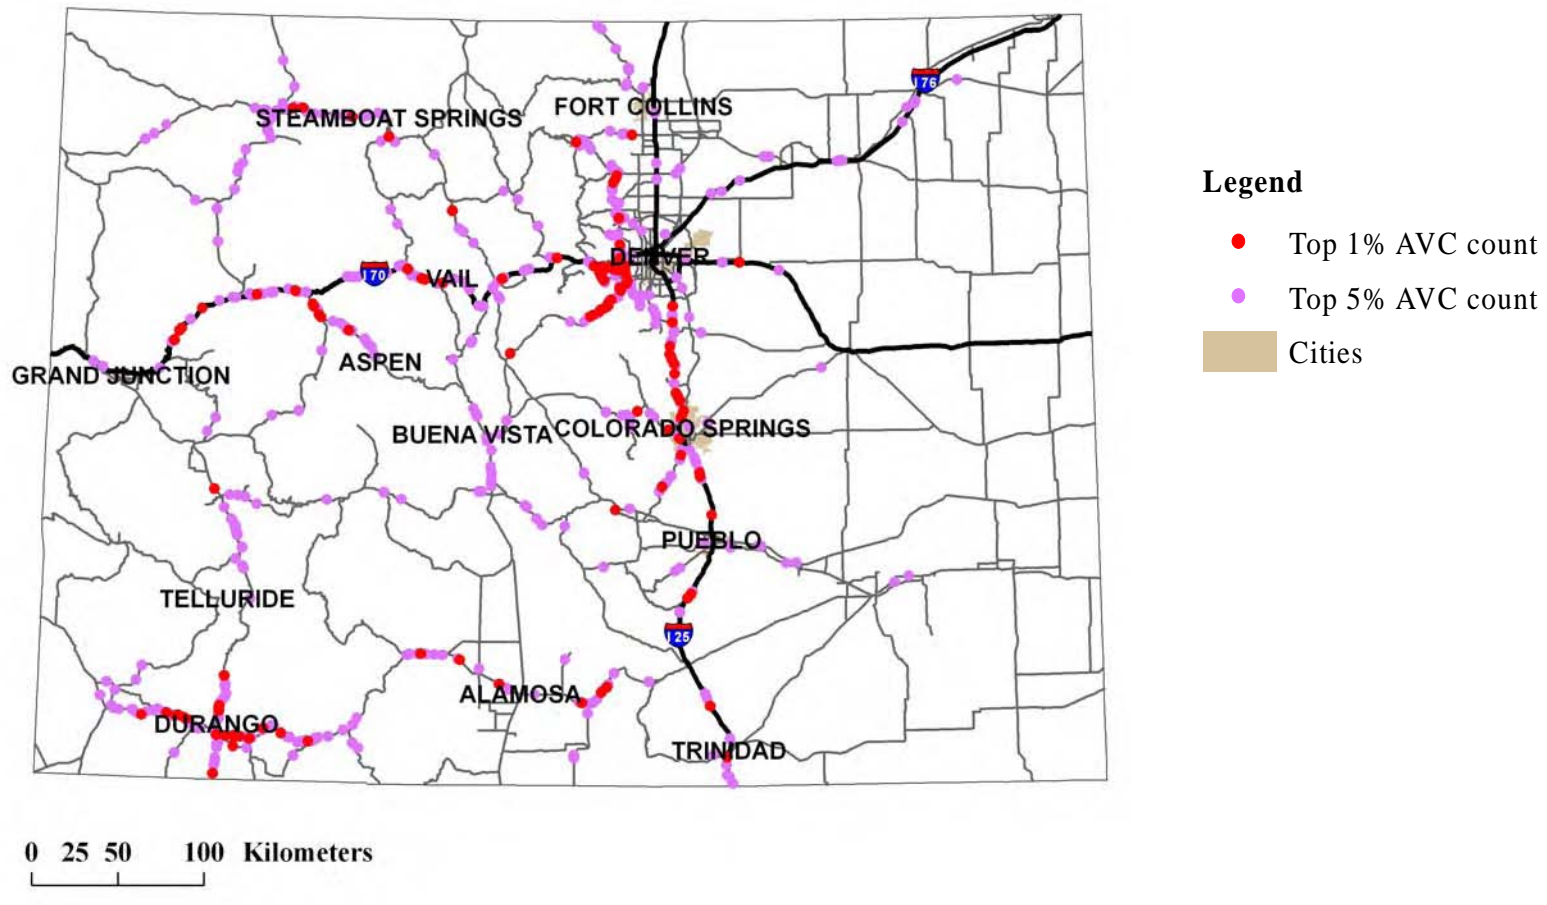 I 76
STEAMBOAT SPRINGS
FORT COLLINS
Legend
Top 1% AVC count
DENVER
I 70
VAIL
Top 5% AVC count
Cities
ASPEN
GRAND JUNCTION
BUENA VISTA
COLORADO SPRINGS
PUEBLO
TELLURIDE
I 25
ALAMOSA
DURANGO
TRINIDAD
0 25 50 100 Kilometers